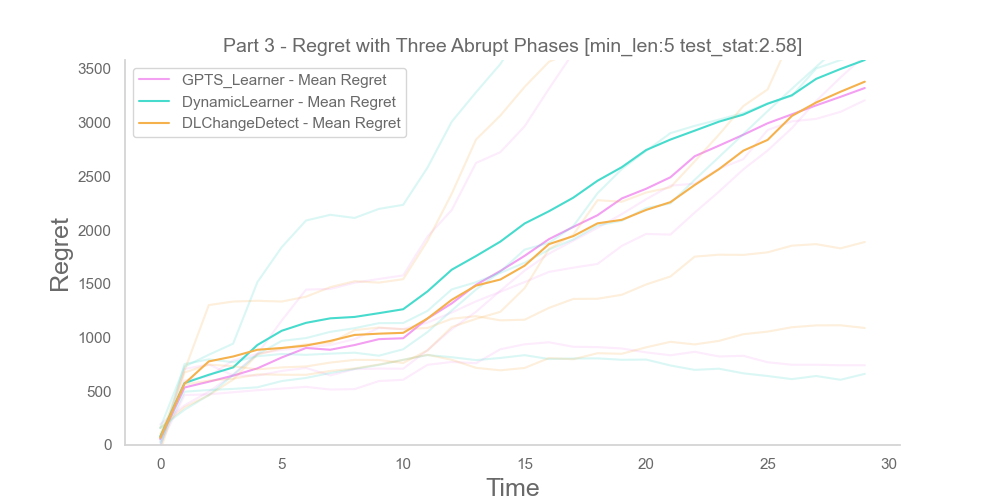 Part 3 - Regret with Three Abrupt Phases [min_len:5 test_stat:2.58]
GPTS_Learner - Mean Regret
DynamicLearner - Mean Regret
DLChangeDetect - Mean Regret
3500
3000
2500
2000
1500
1000
500
0
Regret
0 5 10 15 20 25 30
Time